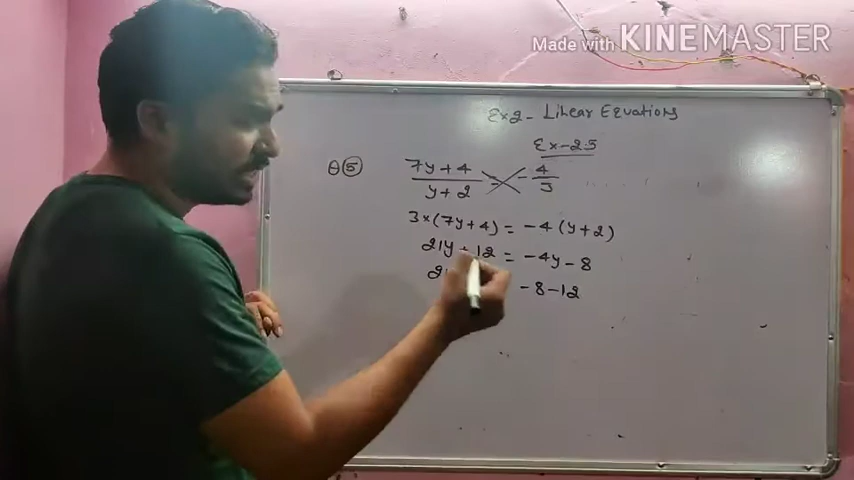 Made with KINEMASTER
Ex2- Linear Equations
Ex-2.5
Q ⑤ (7y+4)/(y+2) = -4/3
3×(7y+4) = -4(y+2)
21y+12 = -4y-8
-8-12